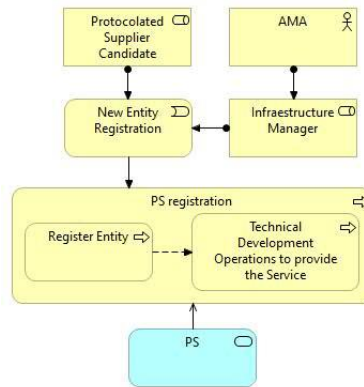 Protocolated
Supplier
Candidate
AMA
New Entity
Registration
Infraestructure
Manager
PS registration
Register Entity
Technical
Development
Operations to provide
the Service
PS